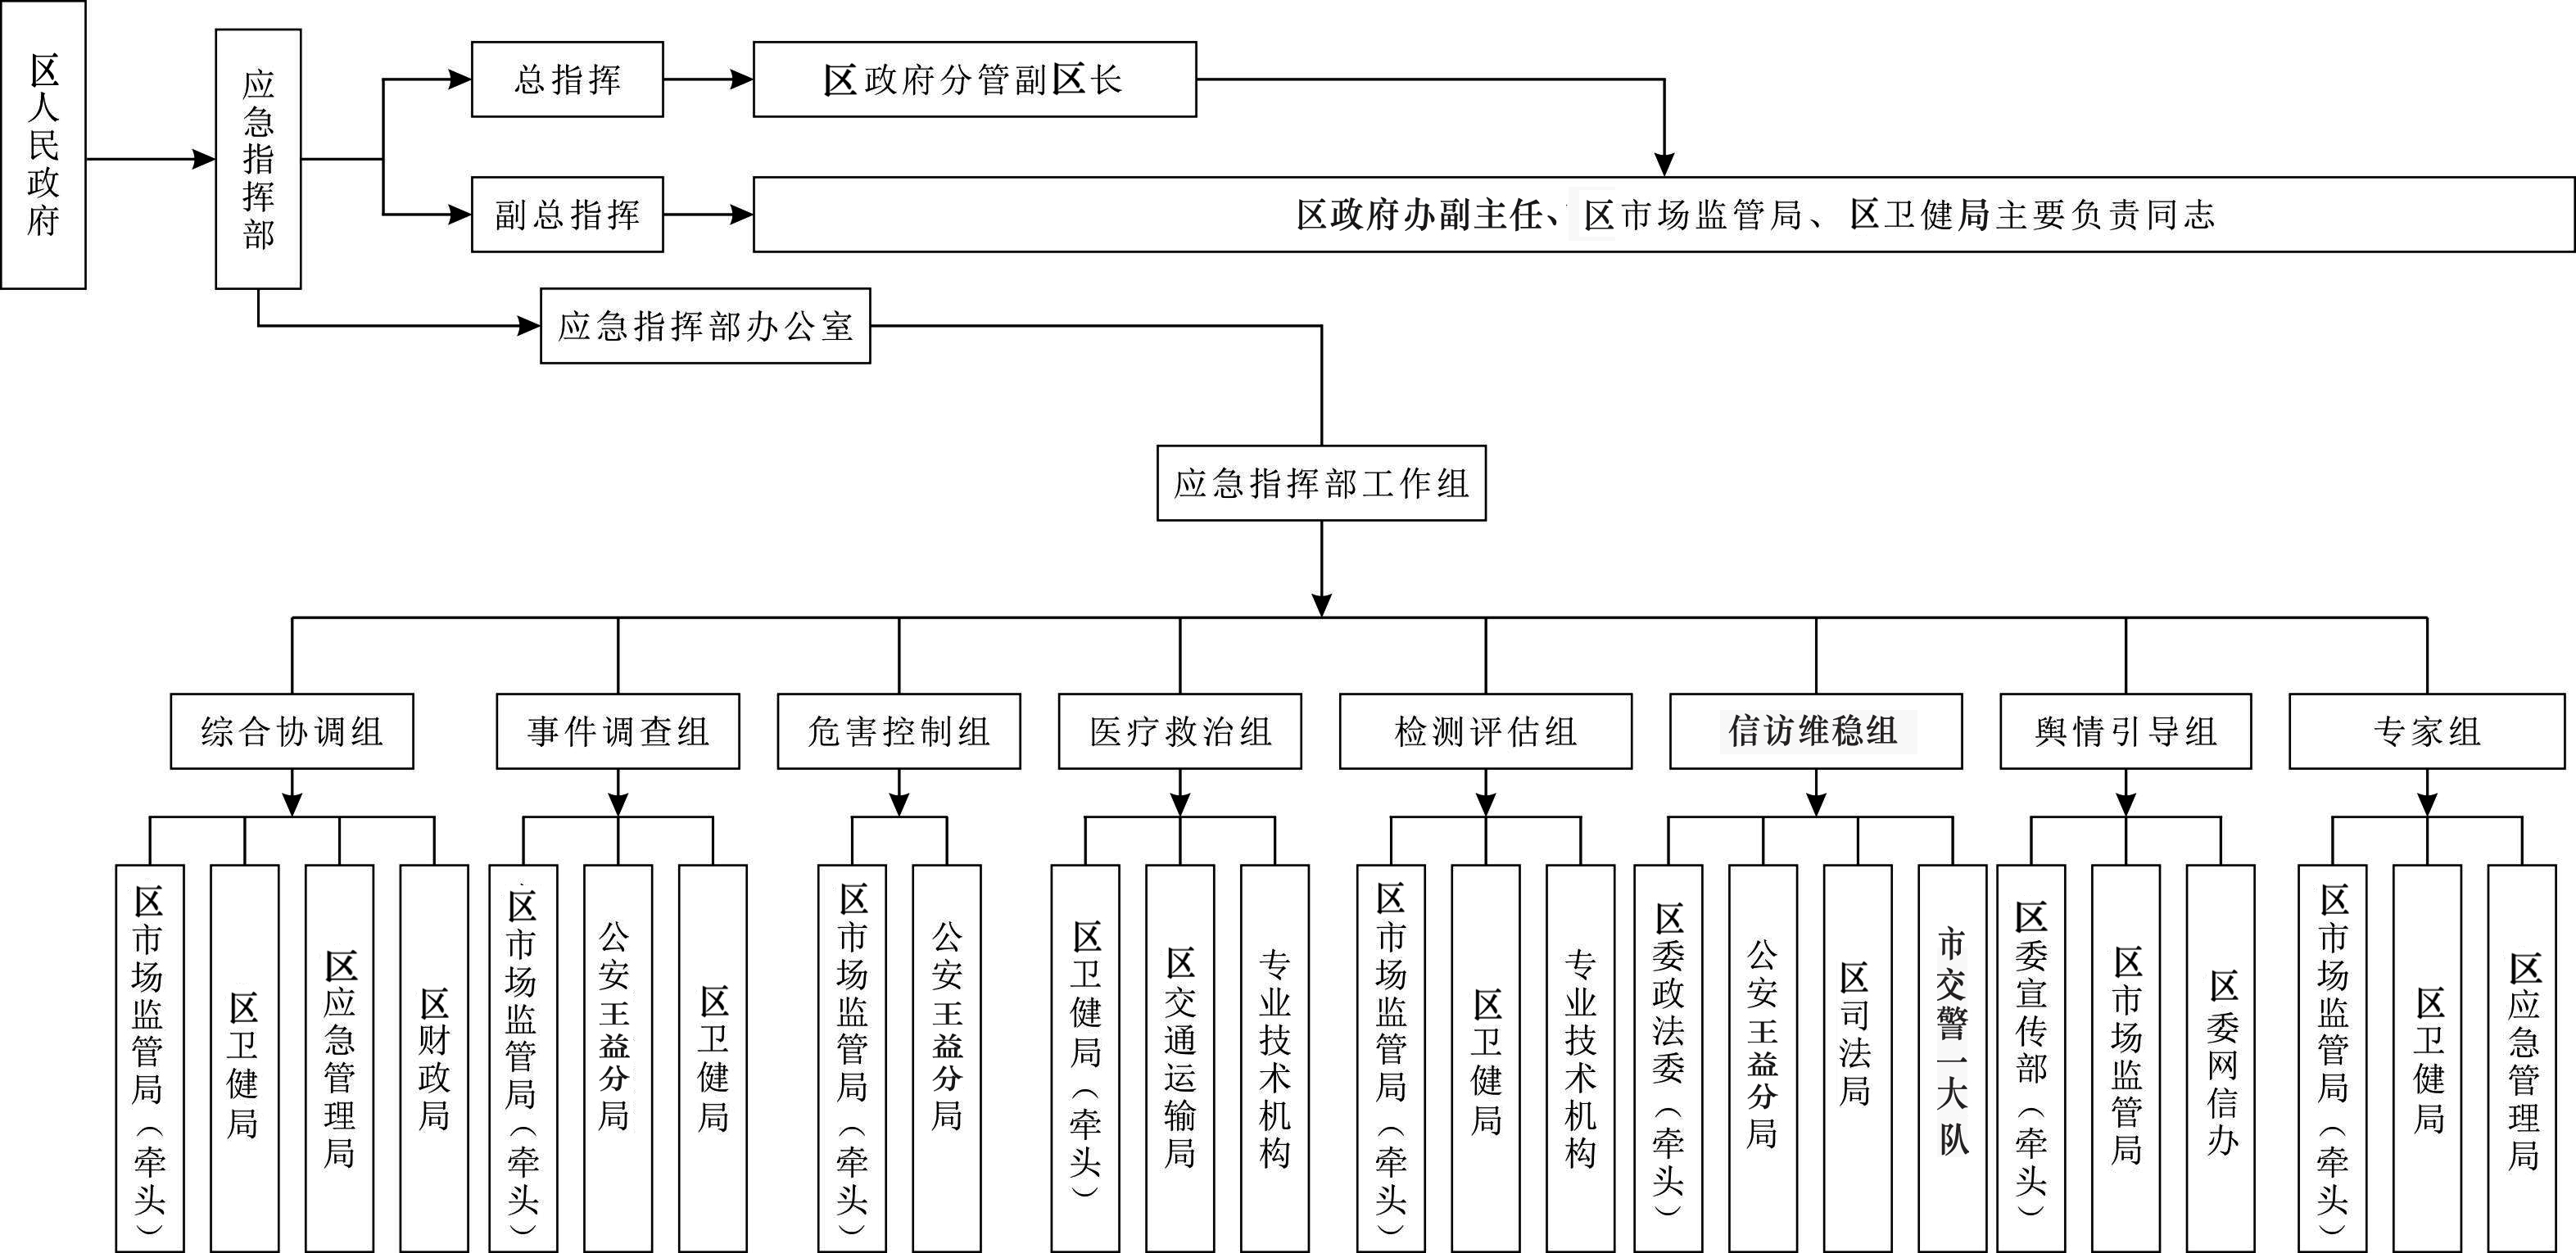 区人民政府
应急指挥部
总指挥
区政府分管副区长
副总指挥
区政府办副主任、区市场监管局、区卫健局主要负责同志
应急指挥部办公室
应急指挥部工作组
综合协调组
事件调查组
危害控制组
医疗救治组
检测评估组
信访维稳组
舆情引导组
专家组
区市场监管局（牵头）
区卫健局
区应急管理局
区财政局
区市场监管局（牵头）
公安王益分局
区卫健局
区市场监管局（牵头）
公安王益分局
区卫健局（牵头）
区交通运输局
专业技术机构
区市场监管局（牵头）
区卫健局
专业技术机构
区委政法委（牵头）
公安王益分局
区司法局
市交警一大队
区委宣传部（牵头）
区市场监管局
区委网信办
区市场监管局（牵头）
区卫健局
区应急管理局